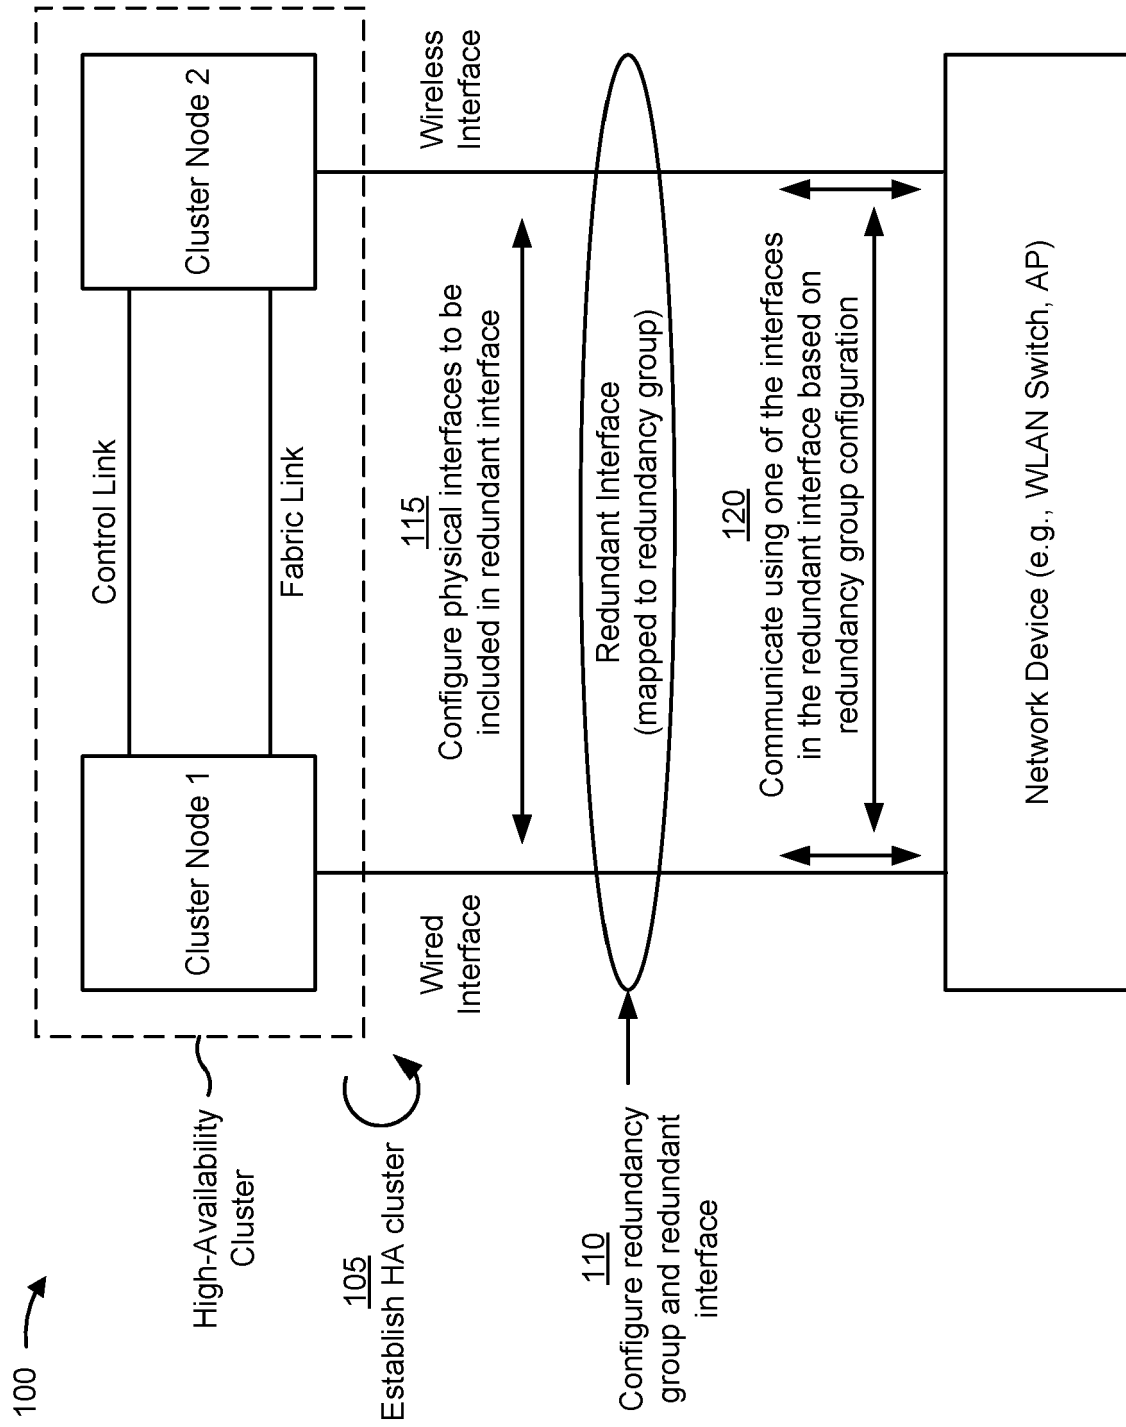 100
High-Availability
Cluster
105
Establish HA cluster
110
Configure redundancy
group and redundant
interface
Cluster Node 1
Control Link
Fabric Link
Cluster Node 2
Wired
Interface
115
Configure physical interfaces to be
included in redundant interface
Wireless
Interface
Redundant Interface
(mapped to redundancy group)
120
Communicate using one of the interfaces
in the redundant interface based on
redundancy group configuration
Network Device (e.g., WLAN Switch, AP)